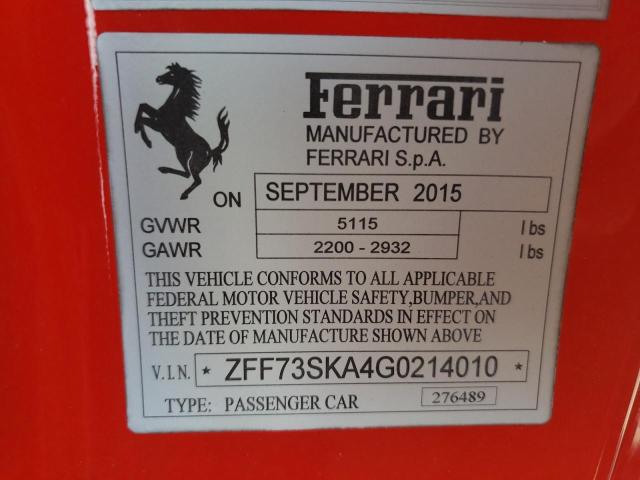 Ferrari
MANUFACTURED BY
FERRARI S.p.A.
ON SEPTEMBER 2015
GVWR 5115 lbs
GAWR 2200 - 2932 lbs
THIS VEHICLE CONFORMS TO ALL APPLICABLE
FEDERAL MOTOR VEHICLE SAFETY,BUMPER,AND
THEFT PREVENTION STANDARDS IN EFFECT ON
THE DATE OF MANUFACTURE SHOWN ABOVE
V.I.N. * ZFF73SKA4G0214010 *
TYPE: PASSENGER CAR 276489